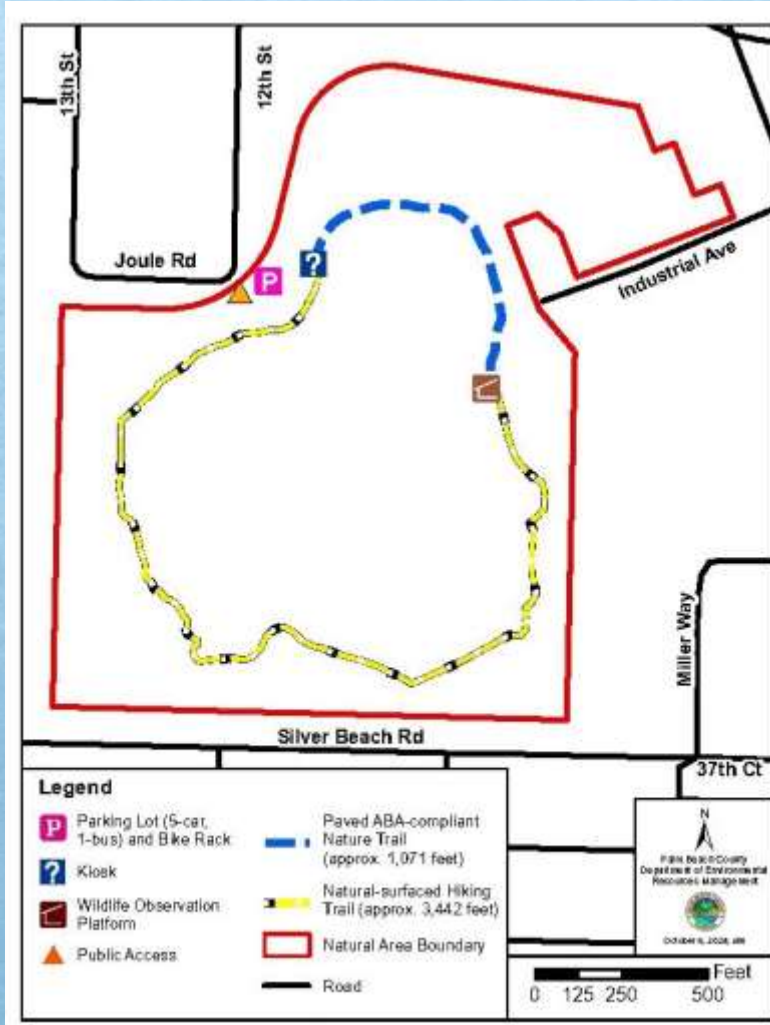 13th St
12th St
Joule Rd
P
?
Industrial Ave
Miller Way
Silver Beach Rd
37th Ct
Legend
P
Parking Lot (5-car,
1-bus) and Bike Rack
?
Kiosk
Wildlife Observation
Platform
Public Access
Paved ABA-compliant
Nature Trail
(approx. 1,071 feet)
Natural-surfaced Hiking
Trail (approx. 3,442 feet)
Natural Area Boundary
Road
N
Palm Beach County
Department of Environmental
Resources Management
October
Feet
0 125 250 500